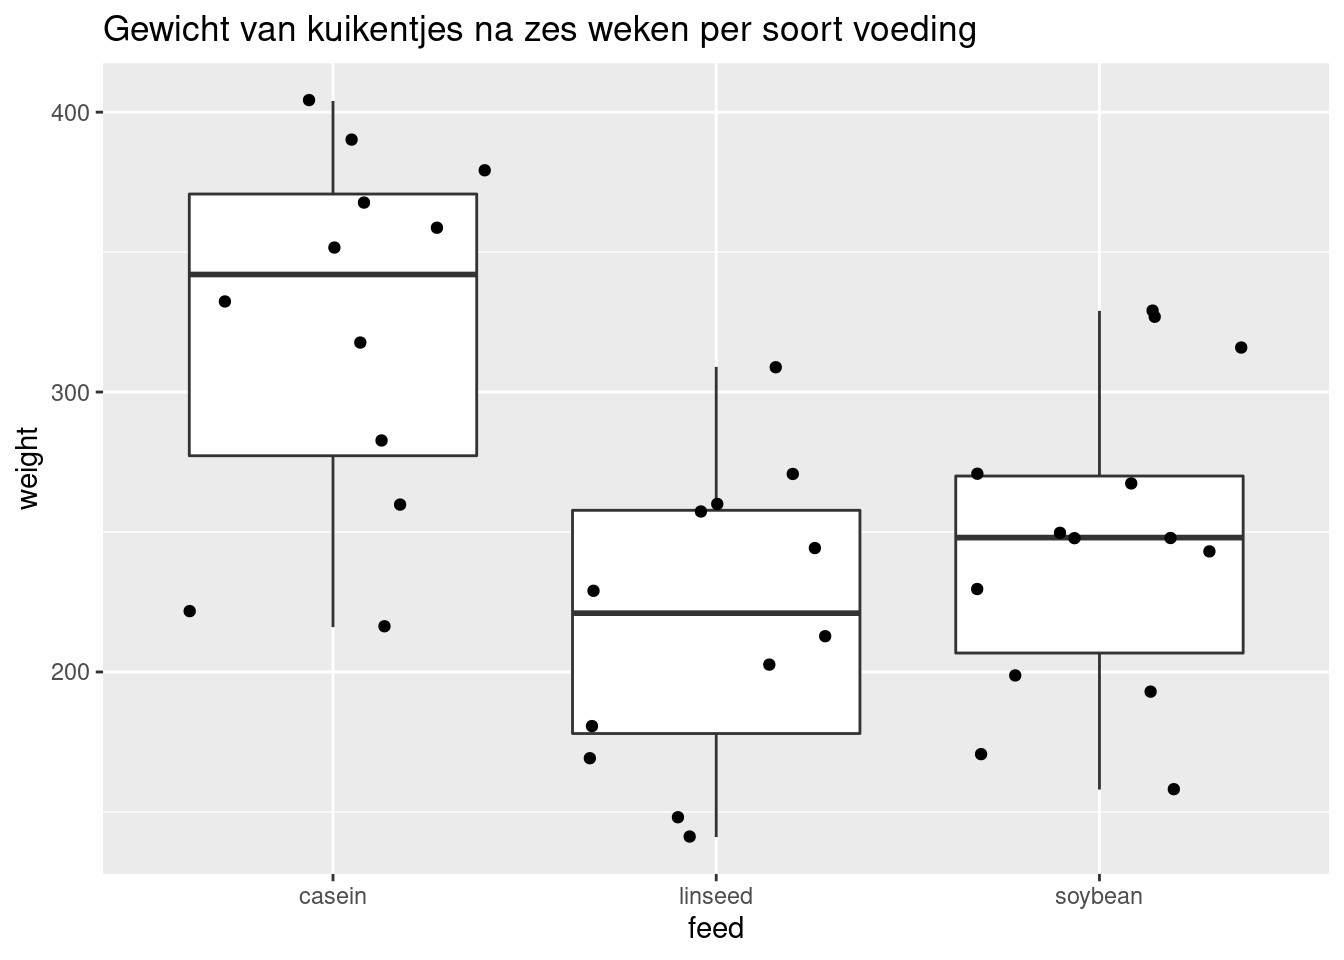 Gewicht van kuikentjes na zes weken per soort voeding
400
300
200
weight
casein linseed soybean
feed